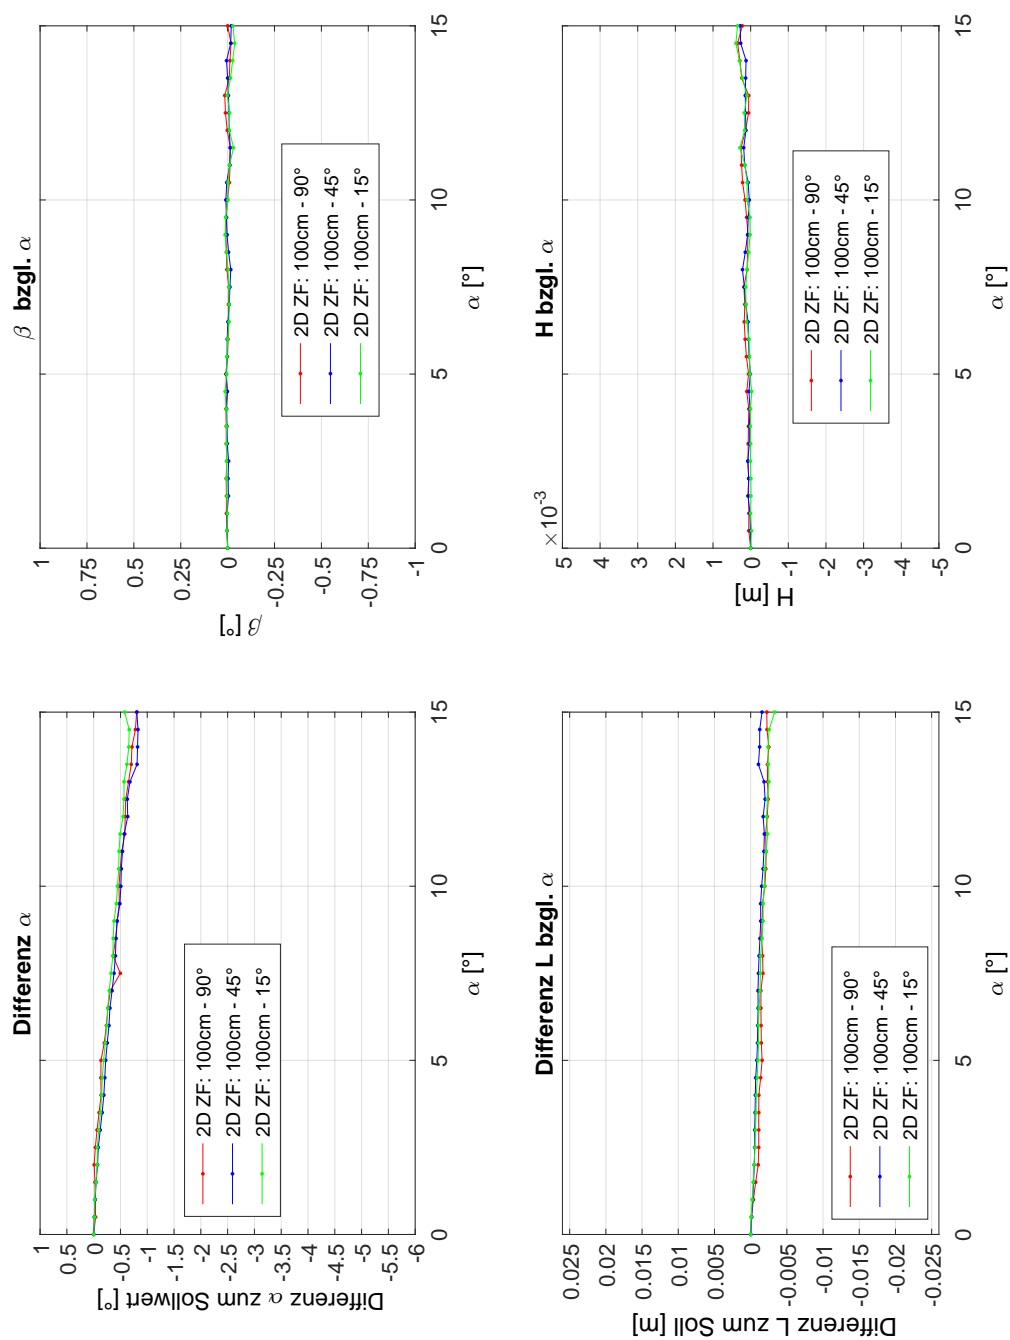 Differenz α
1
0.5
0
-0.5
-1
-1.5
-2
-2.5
-3
-3.5
-4
-4.5
-5
-5.5
-6
Differenz α zum Sollwert [°]
2D ZF: 100cm - 90°
2D ZF: 100cm - 45°
2D ZF: 100cm - 15°
0 5 10 15
α [°]
β bzgl. α
1
0.75
0.5
0.25
0
-0.25
-0.5
-0.75
-1
β [°]
2D ZF: 100cm - 90°
2D ZF: 100cm - 45°
2D ZF: 100cm - 15°
0 5 10 15
α [°]
Differenz L bzgl. α
0.025
0.02
0.015
0.01
0.005
0
-0.005
-0.01
-0.015
-0.02
-0.025
Differenz L zum Soll [m]
2D ZF: 100cm - 90°
2D ZF: 100cm - 45°
2D ZF: 100cm - 15°
0 5 10 15
α [°]
H bzgl. α
×10⁻³
5
4
3
2
1
0
-1
-2
-3
-4
-5
H [m]
2D ZF: 100cm - 90°
2D ZF: 100cm - 45°
2D ZF: 100cm - 15°
0 5 10 15
α [°]